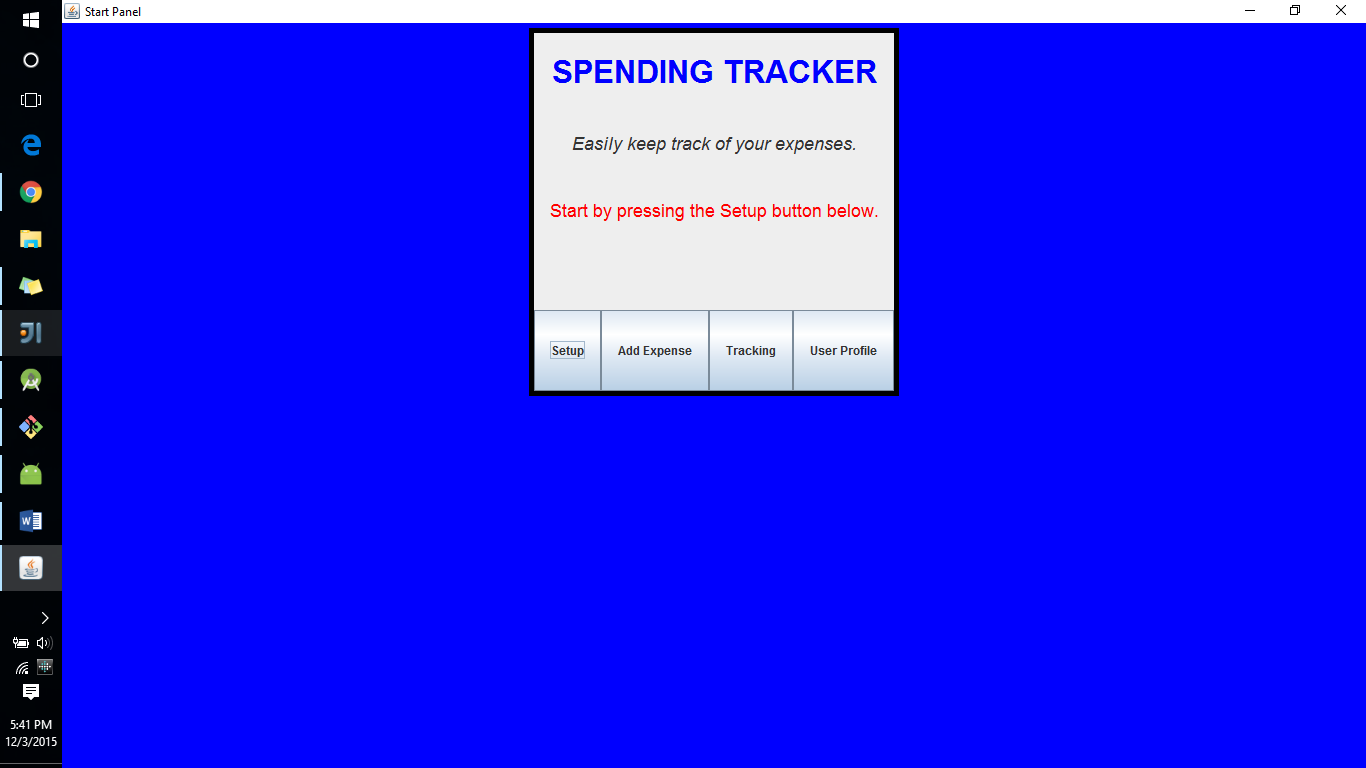 Start Panel
SPENDING TRACKER
Easily keep track of your expenses.
Start by pressing the Setup button below.
Setup
Add Expense
Tracking
User Profile
5:41 PM
12/3/2015